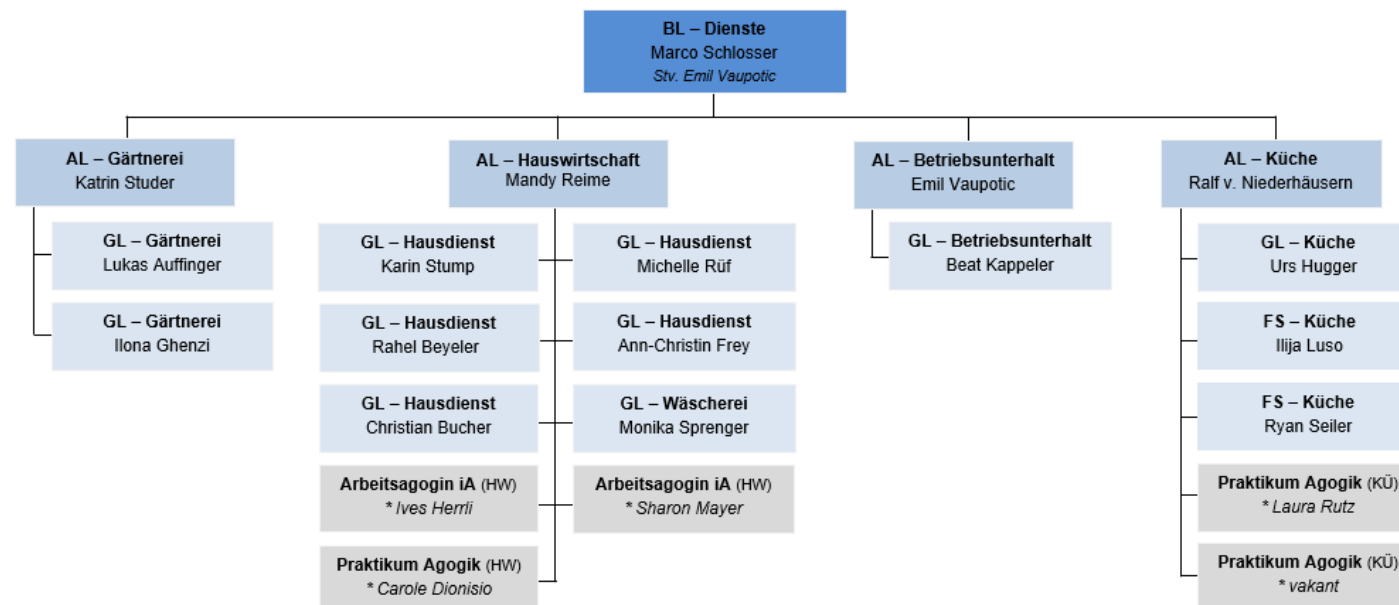 BL – Dienste
Marco Schlosser
Stv. Emil Vaupotic
AL – Gärtnerei
Katrin Studer
AL – Hauswirtschaft
Mandy Reime
AL – Betriebsunterhalt
Emil Vaupotic
AL – Küche
Ralf v. Niederhäusern
GL – Gärtnerei
Lukas Auffinger
GL – Gärtnerei
Ilona Ghenzi
GL – Hausdienst
Karin Stump
GL – Hausdienst
Michelle Rüf
GL – Hausdienst
Rahel Beyeler
GL – Hausdienst
Ann-Christin Frey
GL – Hausdienst
Christian Bucher
GL – Wäscherei
Monika Sprenger
Arbeitsagogin iA (HW)
* Ives Herrli
Arbeitsagogin iA (HW)
* Sharon Mayer
Praktikum Agogik (HW)
* Carole Dionisio
GL – Betriebsunterhalt
Beat Kappeler
GL – Küche
Urs Hugger
FS – Küche
Ilija Luso
FS – Küche
Ryan Seiler
Praktikum Agogik (KÜ)
* Laura Rutz
Praktikum Agogik (KÜ)
* vakant